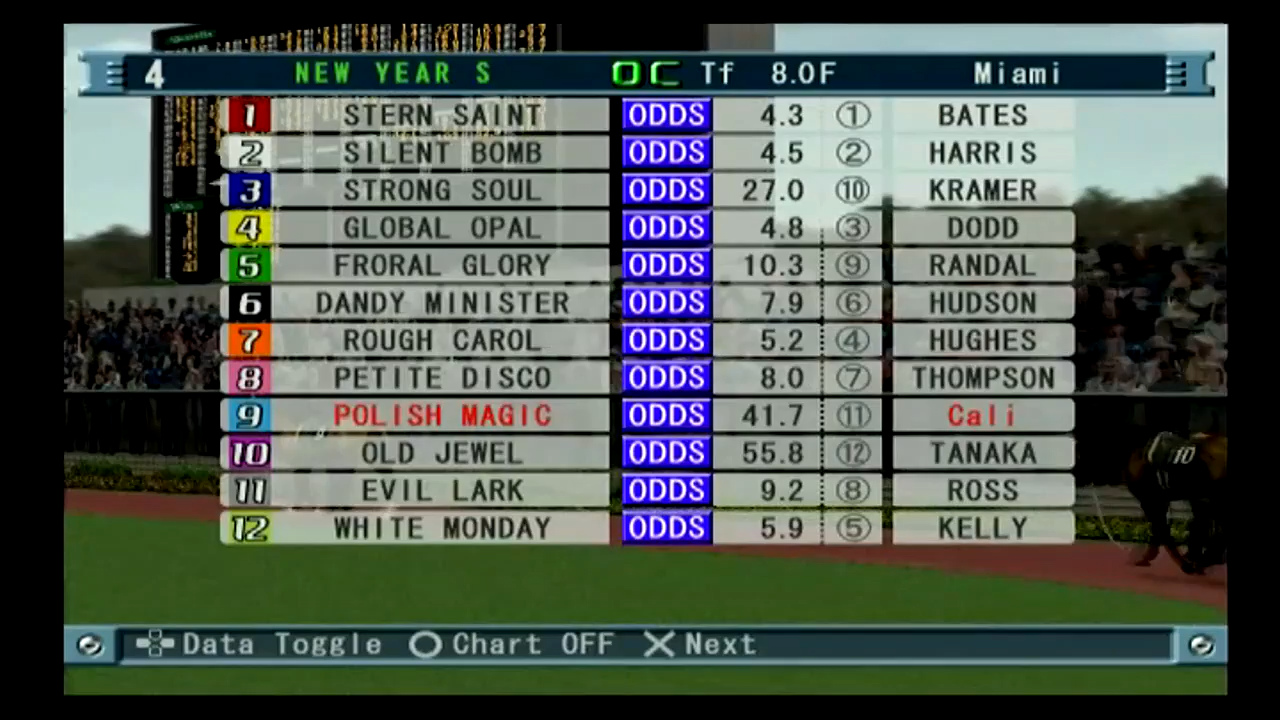 4 NEW YEAR S OC Tf 8.0F Miami
1 STERN SAINT ODDS 4.3 ① BATES
2 SILENT BOMB ODDS 4.5 ② HARRIS
3 STRONG SOUL ODDS 27.0 ⑩ KRAMER
4 GLOBAL OPAL ODDS 4.8 ③ DODD
5 FRORAL GLORY ODDS 10.3 ⑨ RANDAL
6 DANDY MINISTER ODDS 7.9 ⑥ HUDSON
7 ROUGH CAROL ODDS 5.2 ④ HUGHES
8 PETITE DISCO ODDS 8.0 ⑦ THOMPSON
9 POLISH MAGIC ODDS 41.7 ⑪ Cali
10 OLD JEWEL ODDS 55.8 ⑫ TANAKA
11 EVIL LARK ODDS 9.2 ⑧ ROSS
12 WHITE MONDAY ODDS 5.9 ⑤ KELLY
10
Data Toggle Chart OFF Next